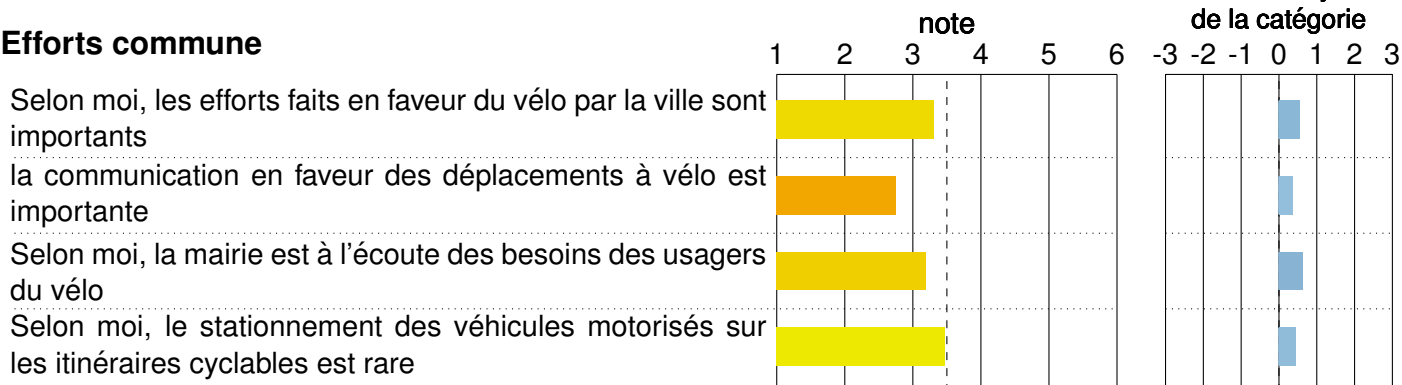 note
de la catégorie
Efforts commune
1 2 3 4 5 6
-3 -2 -1 0 1 2 3
Selon moi, les efforts faits en faveur du vélo par la ville sont
importants
la communication en faveur des déplacements à vélo est
importante
Selon moi, la mairie est à l'écoute des besoins des usagers
du vélo
Selon moi, le stationnement des véhicules motorisés sur
les itinéraires cyclables est rare